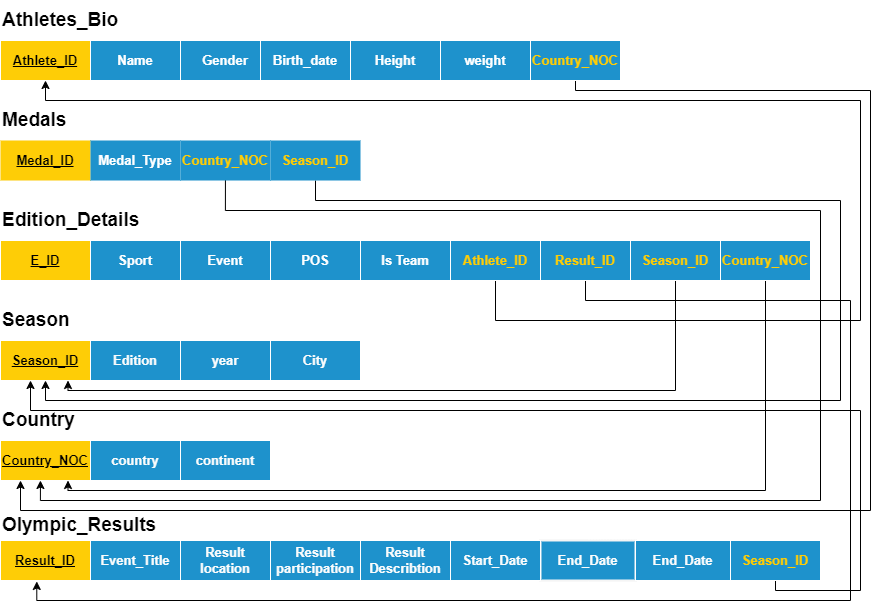 Athletes_Bio
Athlete_ID Name Gender Birth_date Height weight Country_NOC
Medals
Medal_ID Medal_Type Country_NOC Season_ID
Edition_Details
E_ID Sport Event POS Is Team Athlete_ID Result_ID Season_ID Country_NOC
Season
Season_ID Edition year City
Country
Country_NOC country continent
Olympic_Results
Result_ID Event_Title Result location Result participation Result Describtion Start_Date End_Date End_Date Season_ID